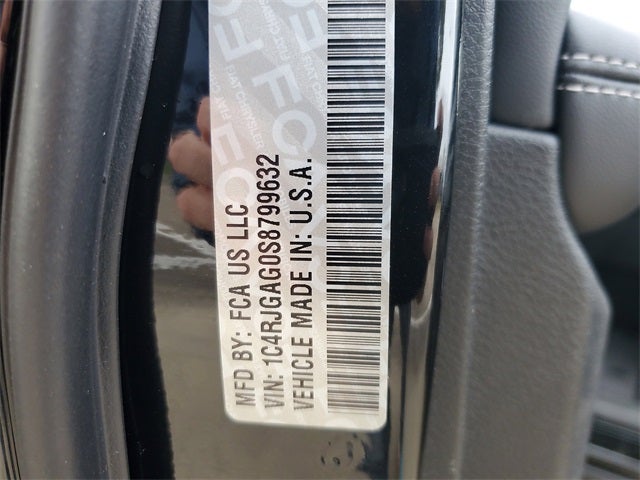 MFD BY: FCA US LLC
VIN: 1C4RJGAG0S8799632
VEHICLE MADE IN: U.S.A.